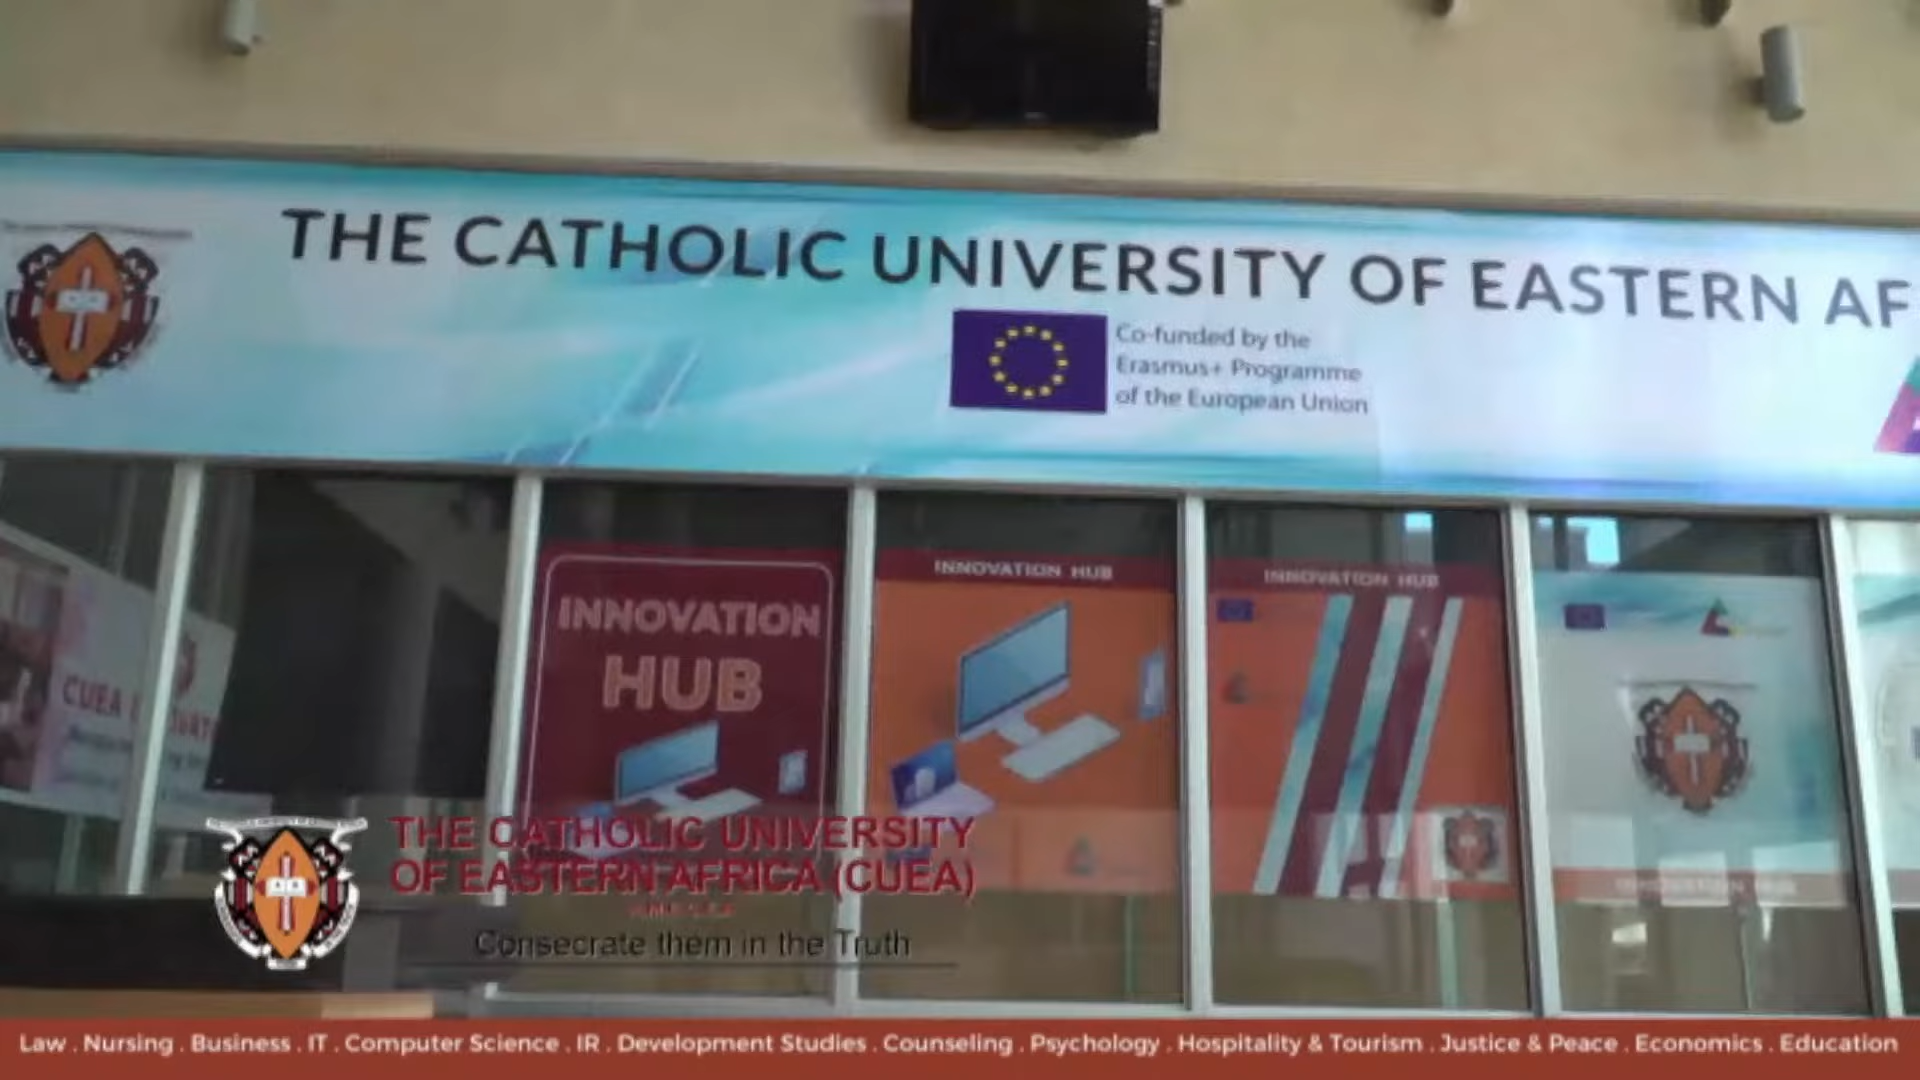 THE CATHOLIC UNIVERSITY OF EASTERN AF
Co-funded by the
Erasmus+ Programme
of the European Union
INNOVATION
HUB
INNOVATION HUB
INNOVATION HUB
CUEA
INNOVATION HUB
THE CATHOLIC UNIVERSITY
OF EASTERN AFRICA (CUEA)
Consecrate them in the Truth
Law . Nursing . Business . IT . Computer Science . IR . Development Studies . Counseling . Psychology . Hospitality & Tourism . Justice & Peace . Economics . Education